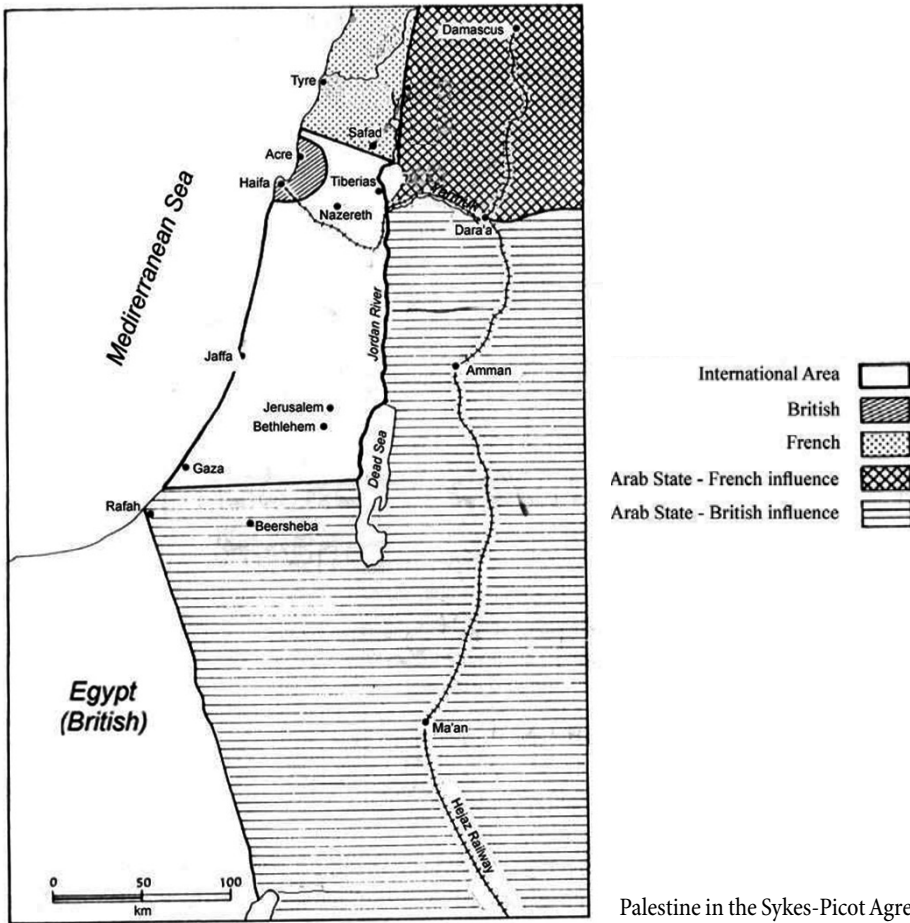 Damascus
Tyre
Safad
Acre
Haifa
Tiberias
Nazereth
Yarmuk
Dara'a
Medirerranean Sea
Jordan River
Jaffa
Amman
Jerusalem
Bethlehem
Dead Sea
Gaza
Rafah
Beersheba
Egypt
(British)
Ma'an
Hejaz Railway
0 50 100
km
International Area
British
French
Arab State - French influence
Arab State - British influence
Palestine in the Sykes-Picot Agre